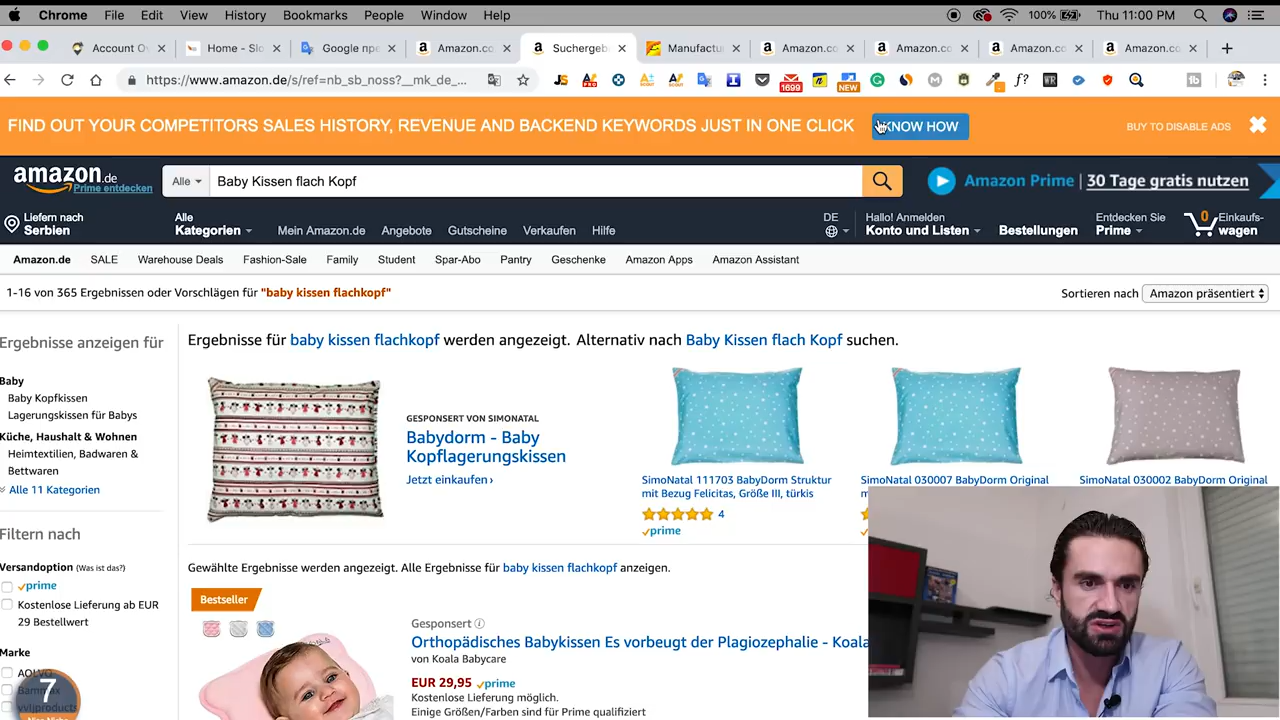 Chrome File Edit View History Bookmarks People Window Help 100% Thu 11:00 PM
Account Ov Home - Slo Google пре Amazon.co Suchergeb Manufactu Amazon.co Amazon.co Amazon.co Amazon.co
https://www.amazon.de/s/ref=nb_sb_noss?__mk_de_...
1699 NEW
FIND OUT YOUR COMPETITORS SALES HISTORY, REVENUE AND BACKEND KEYWORDS JUST IN ONE CLICK KNOW HOW BUY TO DISABLE ADS
amazon.de
Prime entdecken
Alle Baby Kissen flach Kopf
Amazon Prime | 30 Tage gratis nutzen
Liefern nach
Serbien
Alle
Kategorien
Mein Amazon.de Angebote Gutscheine Verkaufen Hilfe
DE
Hallo! Anmelden
Konto und Listen
Bestellungen
Entdecken Sie
Prime
0 Einkaufs-
wagen
Amazon.de SALE Warehouse Deals Fashion-Sale Family Student Spar-Abo Pantry Geschenke Amazon Apps Amazon Assistant
1-16 von 365 Ergebnissen oder Vorschlägen für "baby kissen flachkopf"
Sortieren nach Amazon präsentiert
Ergebnisse anzeigen für
Baby
Baby Kopfkissen
Lagerungskissen für Babys
Küche, Haushalt & Wohnen
Heimtextilien, Badwaren &
Bettwaren
Alle 11 Kategorien
Filtern nach
Versandoption (Was ist das?)
prime
Kostenlose Lieferung ab EUR
29 Bestellwert
Marke
7
Ergebnisse für baby kissen flachkopf werden angezeigt. Alternativ nach Baby Kissen flach Kopf suchen.
GESPONSERT VON SIMONATAL
Babydorm - Baby
Kopflagerungskissen
Jetzt einkaufen ›
SimoNatal 111703 BabyDorm Struktur
mit Bezug Felicitas, Größe III, türkis
4
prime
SimoNatal 030007 BabyDorm Original
SimoNatal 030002 BabyDorm Original
Gewählte Ergebnisse werden angezeigt. Alle Ergebnisse für baby kissen flachkopf anzeigen.
Bestseller
Gesponsert
Orthopädisches Babykissen Es vorbeugt der Plagiozephalie - Koala
von Koala Babycare
EUR 29,95 prime
Kostenlose Lieferung möglich.
Einige Größen/Farben sind für Prime qualifiziert